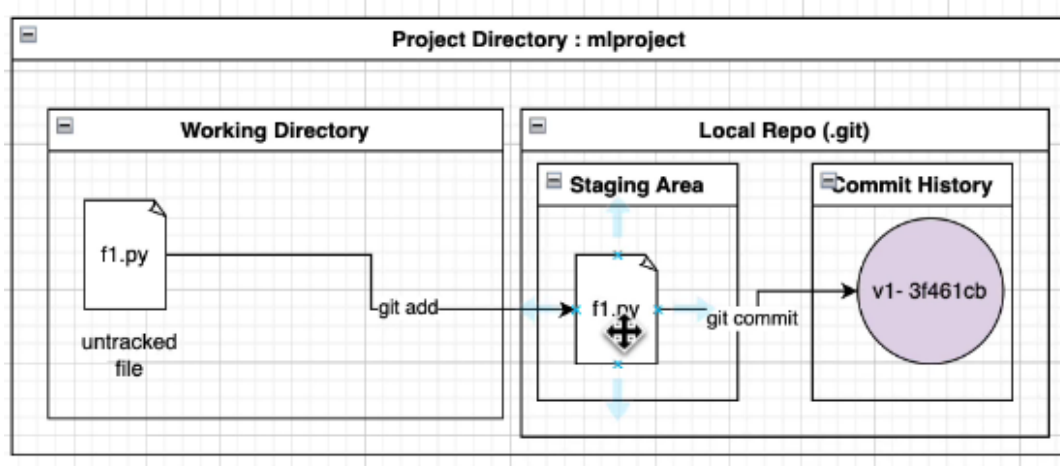 Project Directory : mlproject
Working Directory
Local Repo (.git)
Staging Area
Commit History
f1.py
git add
f1.py
git commit
v1- 3f461cb
untracked
file